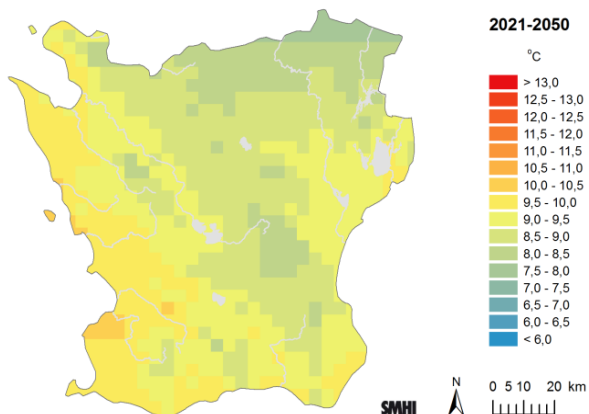 2021-2050
°C
> 13,0
12,5 - 13,0
12,0 - 12,5
11,5 - 12,0
11,0 - 11,5
10,5 - 11,0
10,0 - 10,5
9,5 - 10,0
9,0 - 9,5
8,5 - 9,0
8,0 - 8,5
7,5 - 8,0
7,0 - 7,5
6,5 - 7,0
6,0 - 6,5
< 6,0
SMHI
N
0 5 10 20 km